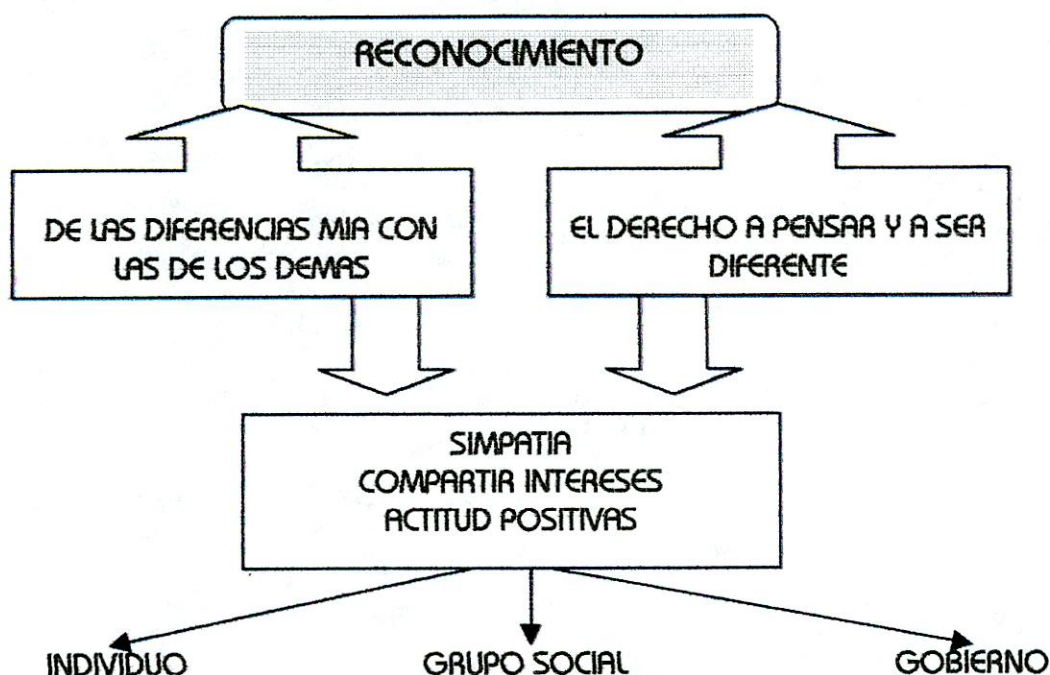 RECONOCIMIENTO
DE LAS DIFERENCIAS MIA CON
LAS DE LOS DEMAS
EL DERECHO A PENSAR Y A SER
DIFERENTE
SIMPATIA
COMPARTIR INTERESES
ACTITUD POSITIVAS
INDIVIDUO
GRUPO SOCIAL
GOBIERNO